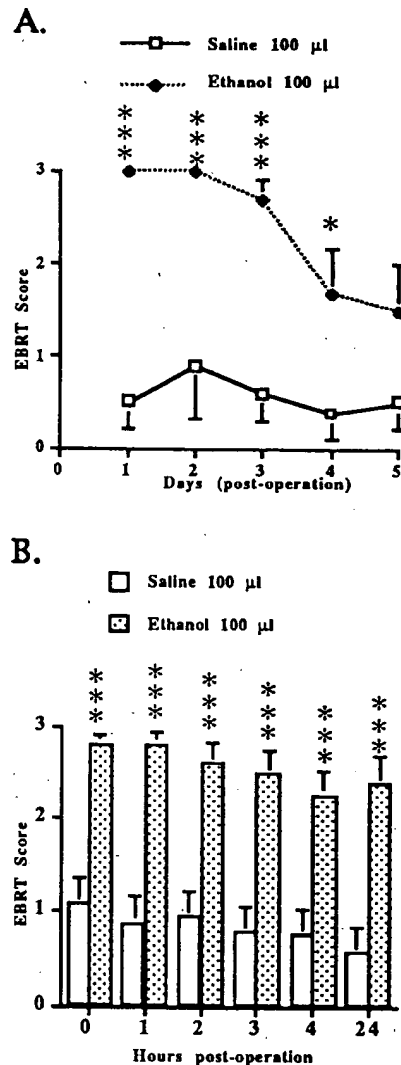 A.
Saline 100 µl
Ethanol 100 µl
*** *** *** *
3
2
1
0
EBRT Score
0 1 2 3 4 5
Days (post-operation)
B.
Saline 100 µl
Ethanol 100 µl
*** *** *** *** *** ***
3
2
1
0
EBRT Score
0 1 2 3 4 24
Hours post-operation